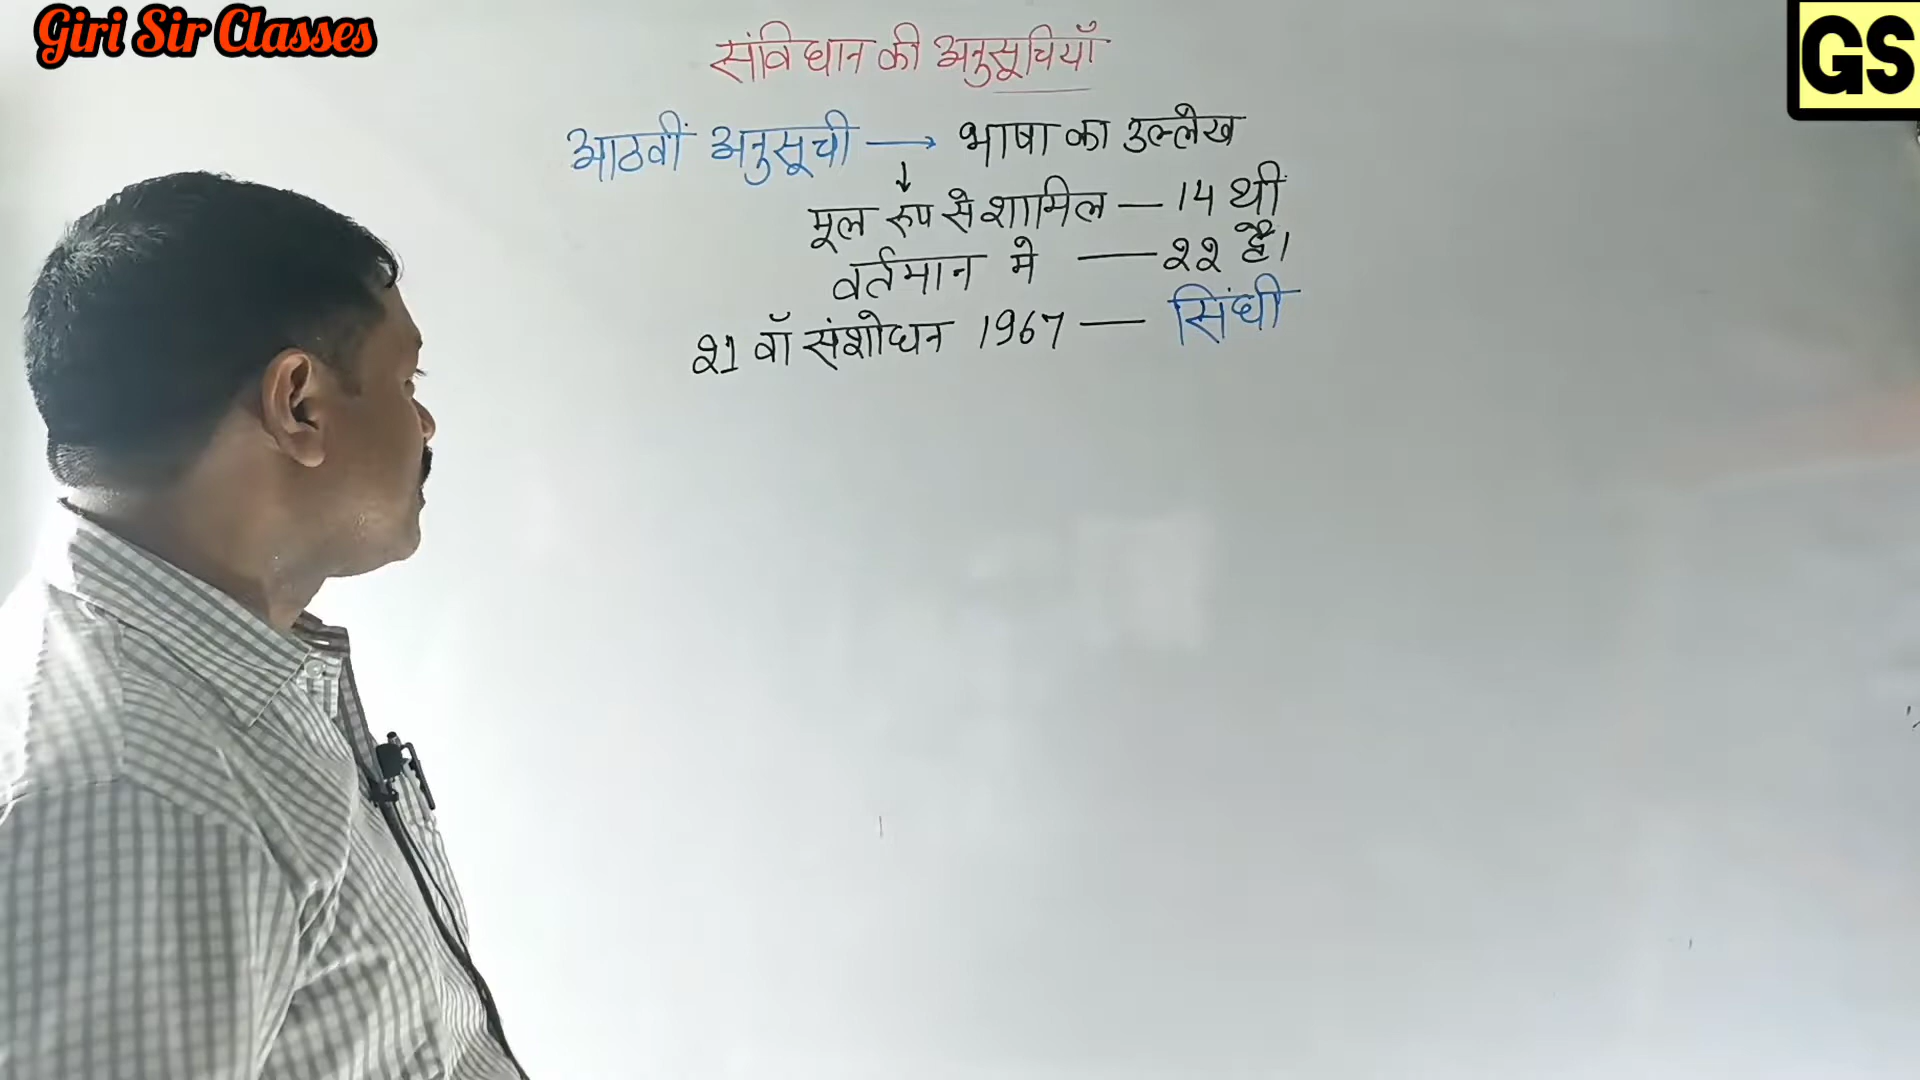 Giri Sir Classes
GS
संविधान की अनुसूचियाँ
आठवीं अनुसूची → भाषा का उल्लेख
↓
मूल रूप से शामिल — 14 थीं
वर्तमान मे — 22 है।
21 वाँ संशोधन 1967 — सिंधी